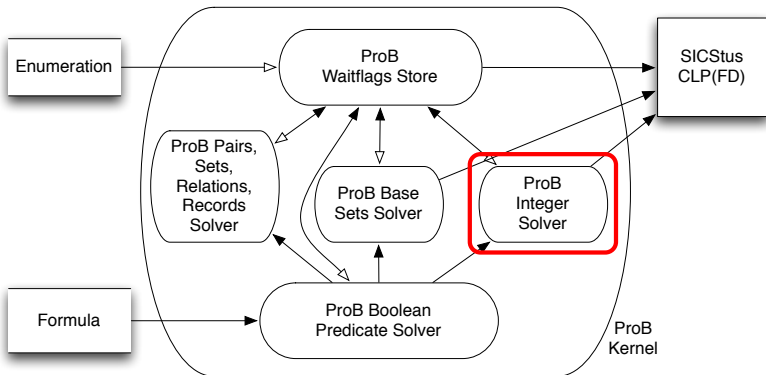 Enumeration
ProB
Waitflags Store
SICStus
CLP(FD)
ProB Pairs,
Sets,
Relations,
Records
Solver
ProB Base
Sets Solver
ProB
Integer
Solver
Formula
ProB Boolean
Predicate Solver
ProB
Kernel